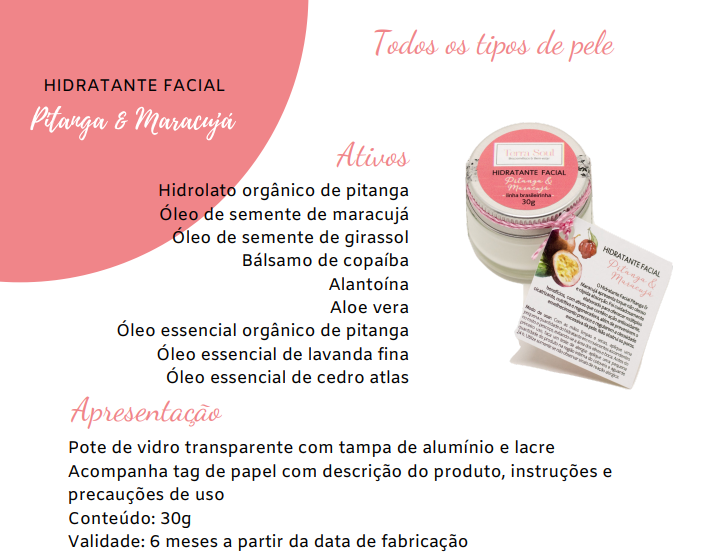 Todos os tipos de pele
HIDRATANTE FACIAL
Pitanga & Maracujá
Ativos
Hidrolato orgânico de pitanga
Óleo de semente de maracujá
Óleo de semente de girassol
Bálsamo de copaíba
Alantoína
Aloe vera
Óleo essencial orgânico de pitanga
Óleo essencial de lavanda fina
Óleo essencial de cedro atlas
Terra Soul
HIDRATANTE FACIAL
Pitanga &
Maracujá
linha brasileirinha
30g
HIDRATANTE FACIAL
Pitanga &
Maracujá
O Hidratante Facial Pitanga &
Apresentação
Pote de vidro transparente com tampa de alumínio e lacre
Acompanha tag de papel com descrição do produto, instruções e
precauções de uso
Conteúdo: 30g
Validade: 6 meses a partir da data de fabricação